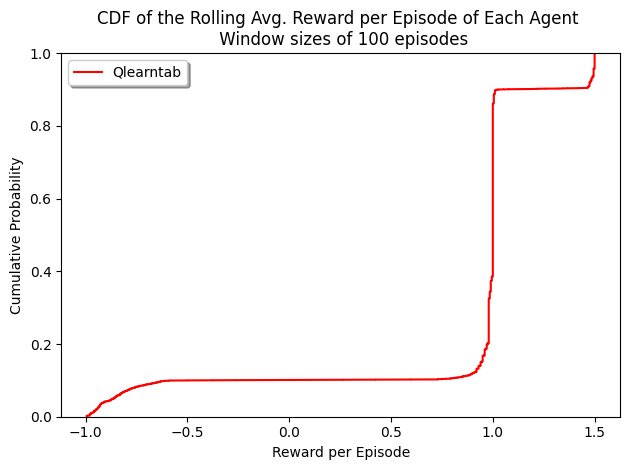 CDF of the Rolling Avg. Reward per Episode of Each Agent
Window sizes of 100 episodes
Qlearntab
1.0
0.8
0.6
0.4
0.2
0.0
Cumulative Probability
−1.0
−0.5
0.0
0.5
1.0
1.5
Reward per Episode